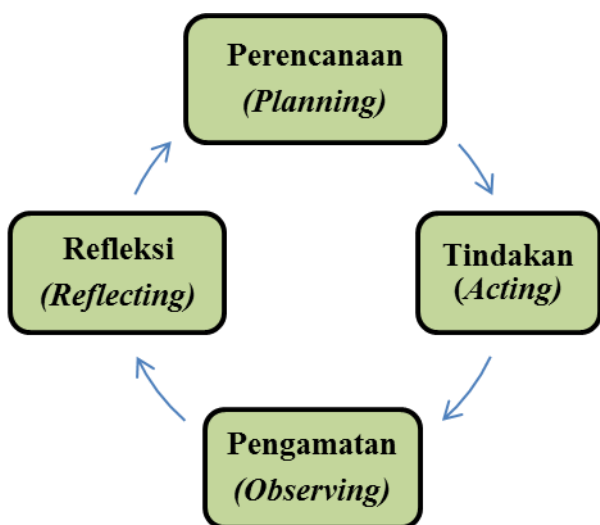 Perencanaan
(Planning)
Refleksi
(Reflecting)
Tindakan
(Acting)
Pengamatan
(Observing)